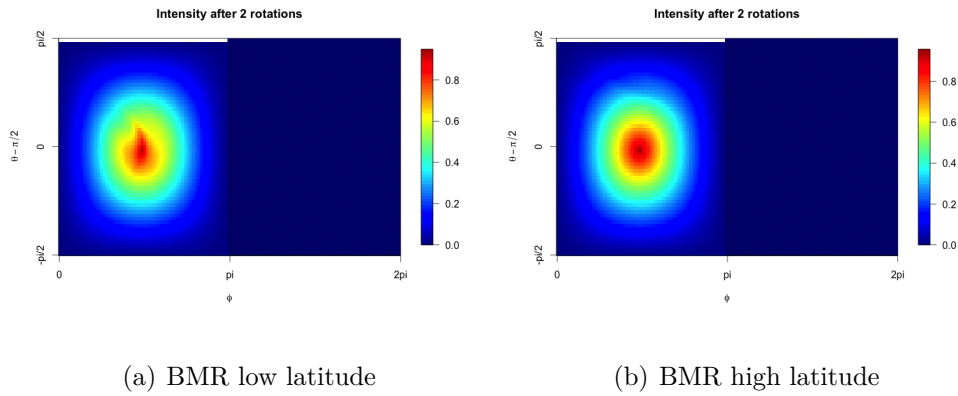 Intensity after 2 rotations
pi/2
0
-pi/2
θ − π/2
0
pi
2pi
ϕ
0.8
0.6
0.4
0.2
0.0
(a) BMR low latitude
Intensity after 2 rotations
pi/2
0
-pi/2
θ − π/2
0
pi
2pi
ϕ
0.8
0.6
0.4
0.2
0.0
(b) BMR high latitude